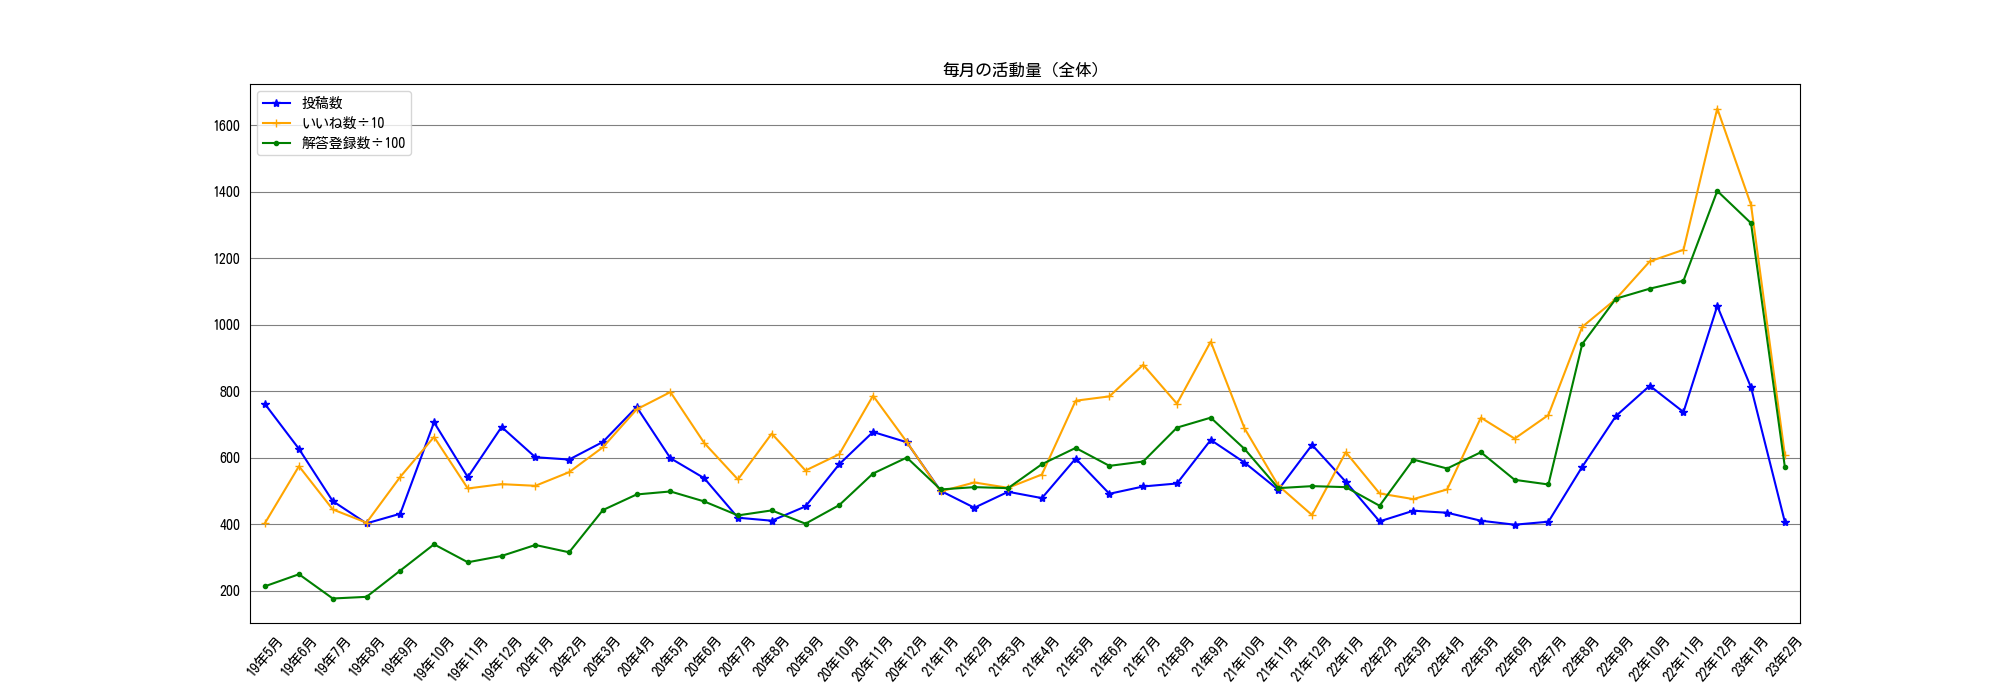 毎月の活動量（全体）
投稿数
いいね数÷10
解答登録数÷100
1600
1400
1200
1000
800
600
400
200
19年5月
19年6月
19年7月
19年8月
19年9月
19年10月
19年11月
19年12月
20年1月
20年2月
20年3月
20年4月
20年5月
20年6月
20年7月
20年8月
20年9月
20年10月
20年11月
20年12月
21年1月
21年2月
21年3月
21年4月
21年5月
21年6月
21年7月
21年8月
21年9月
21年10月
21年11月
21年12月
22年1月
22年2月
22年3月
22年4月
22年5月
22年6月
22年7月
22年8月
22年9月
22年10月
22年11月
22年12月
23年1月
23年2月